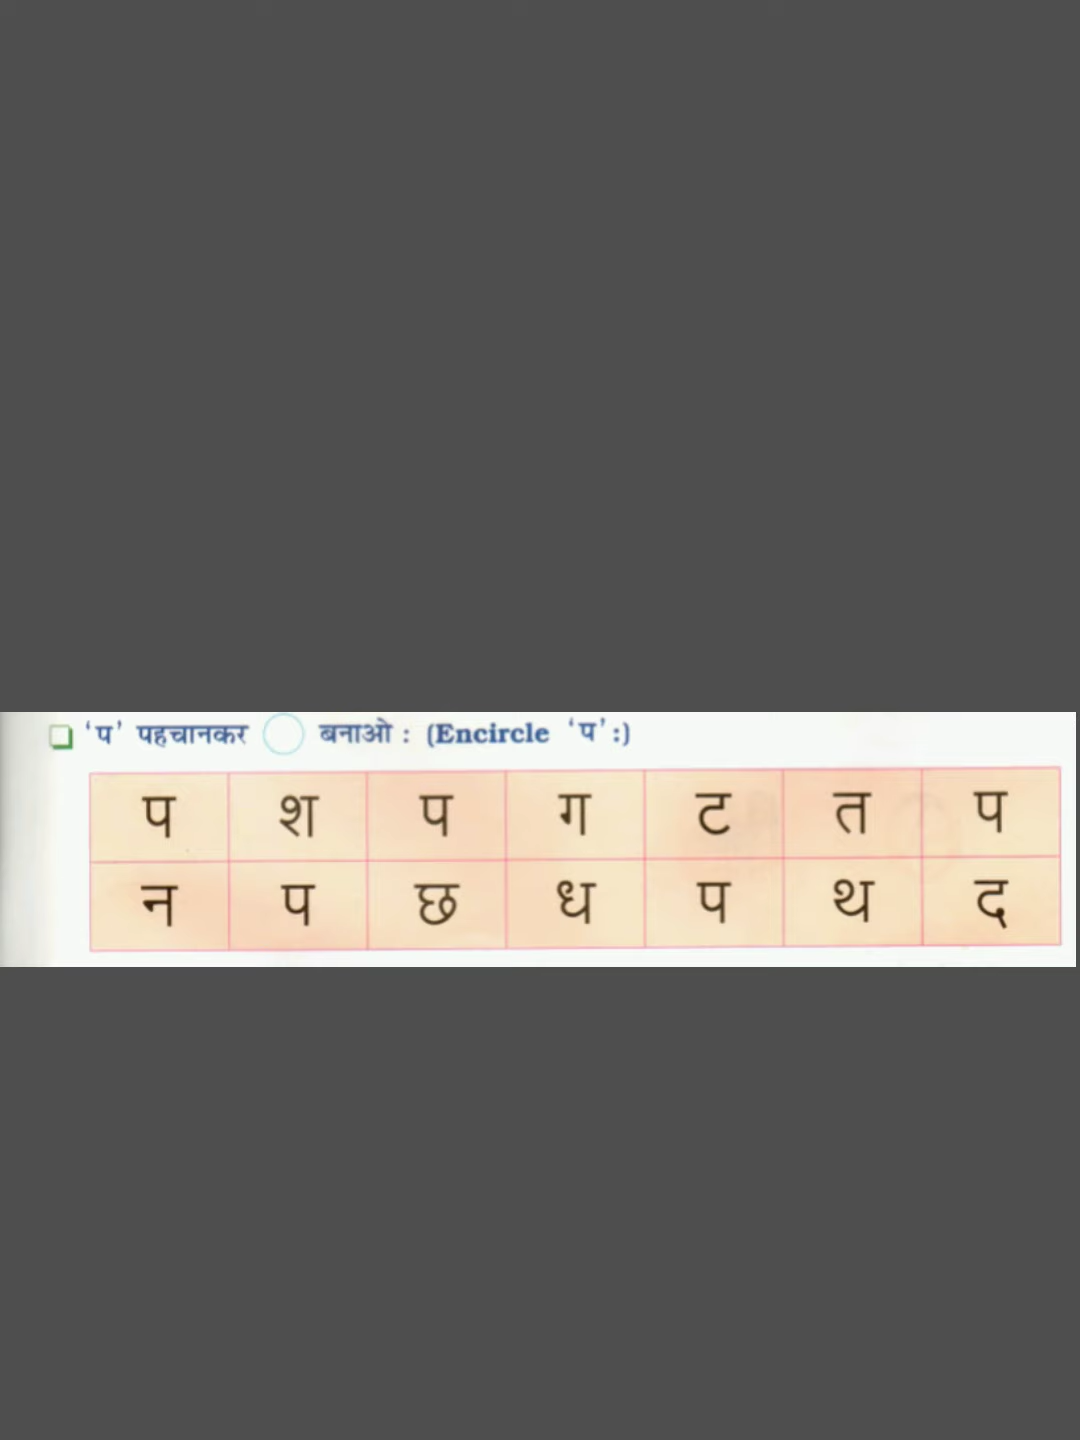 'प' पहचानकर बनाओ : (Encircle 'प':)
प श प ग ट त प
न प छ ध प थ द